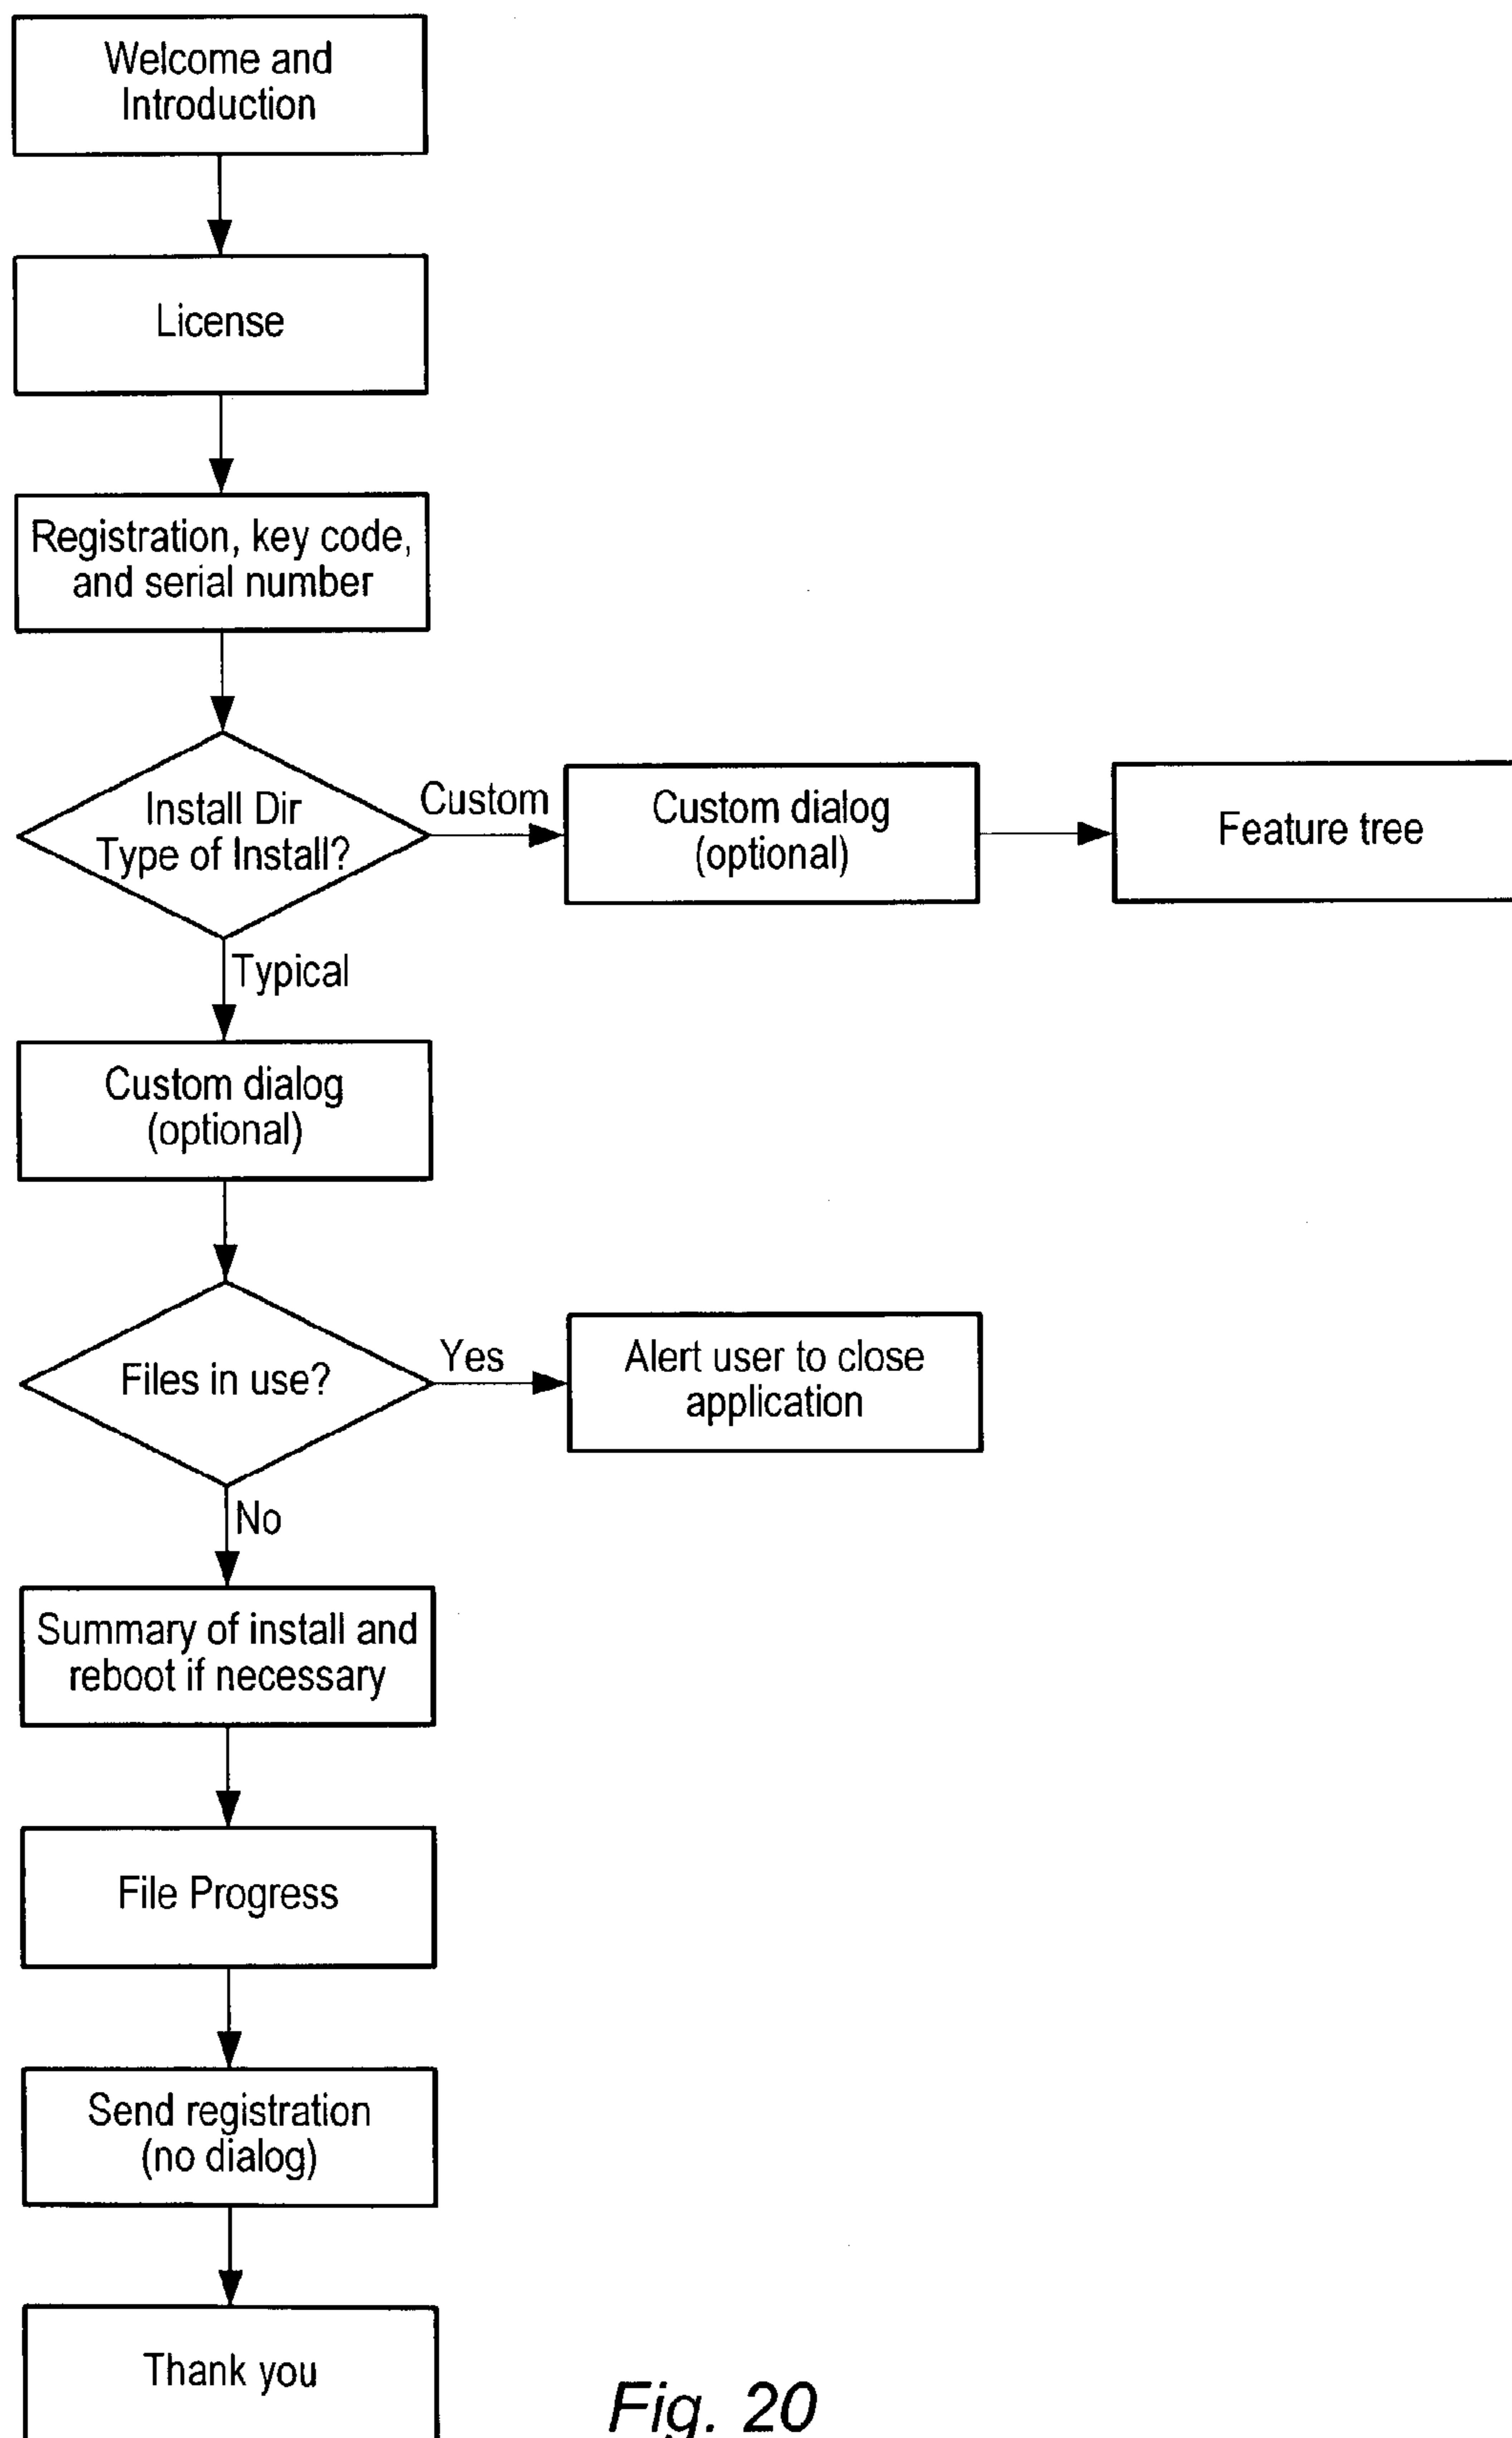 Welcome and
Introduction
License
Registration, key code,
and serial number
Install Dir
Type of Install?
Custom
Custom dialog
(optional)
Feature tree
Typical
Custom dialog
(optional)
Files in use?
Yes
Alert user to close
application
No
Summary of install and
reboot if necessary
File Progress
Send registration
(no dialog)
Thank you
Fig. 20